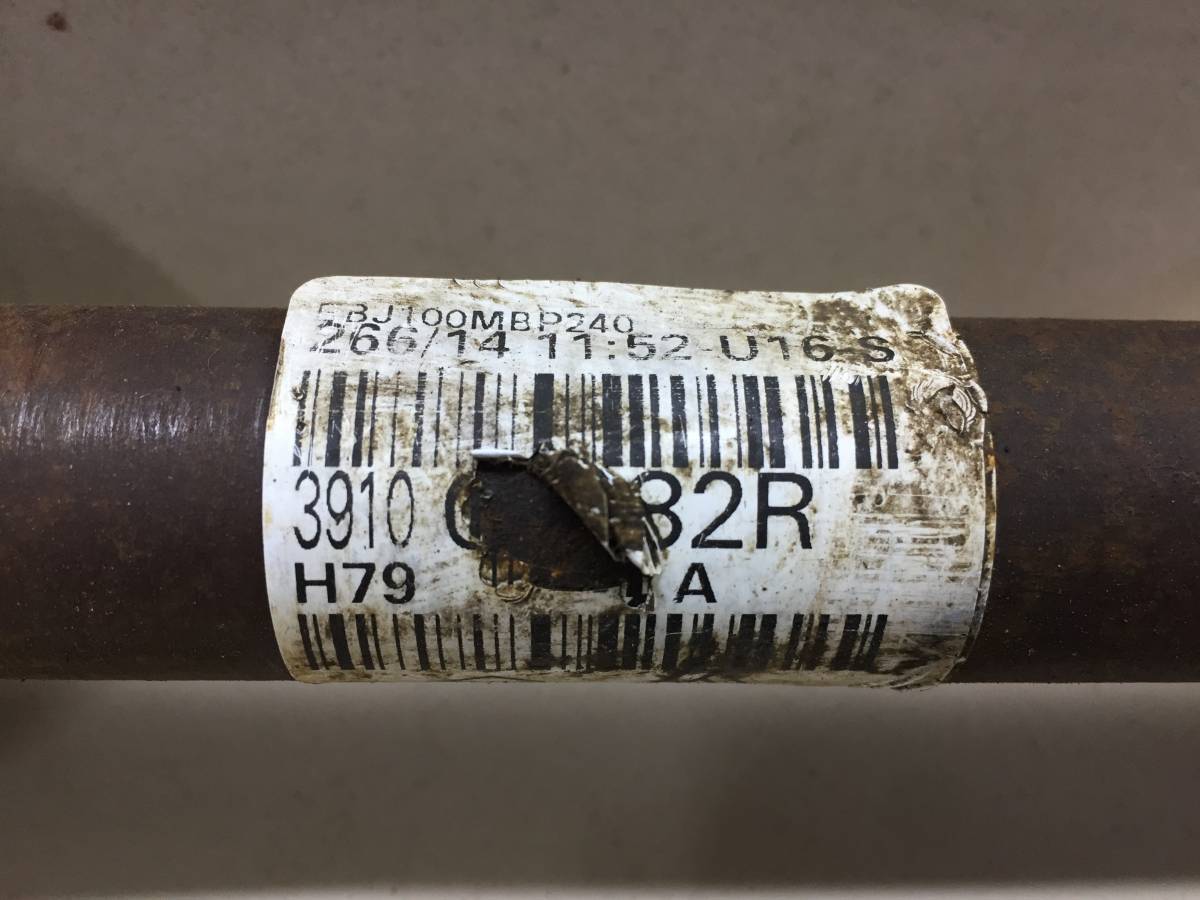 EBJ100MBP240
266/14 11:52 U16-S
3910 82R
H79 A